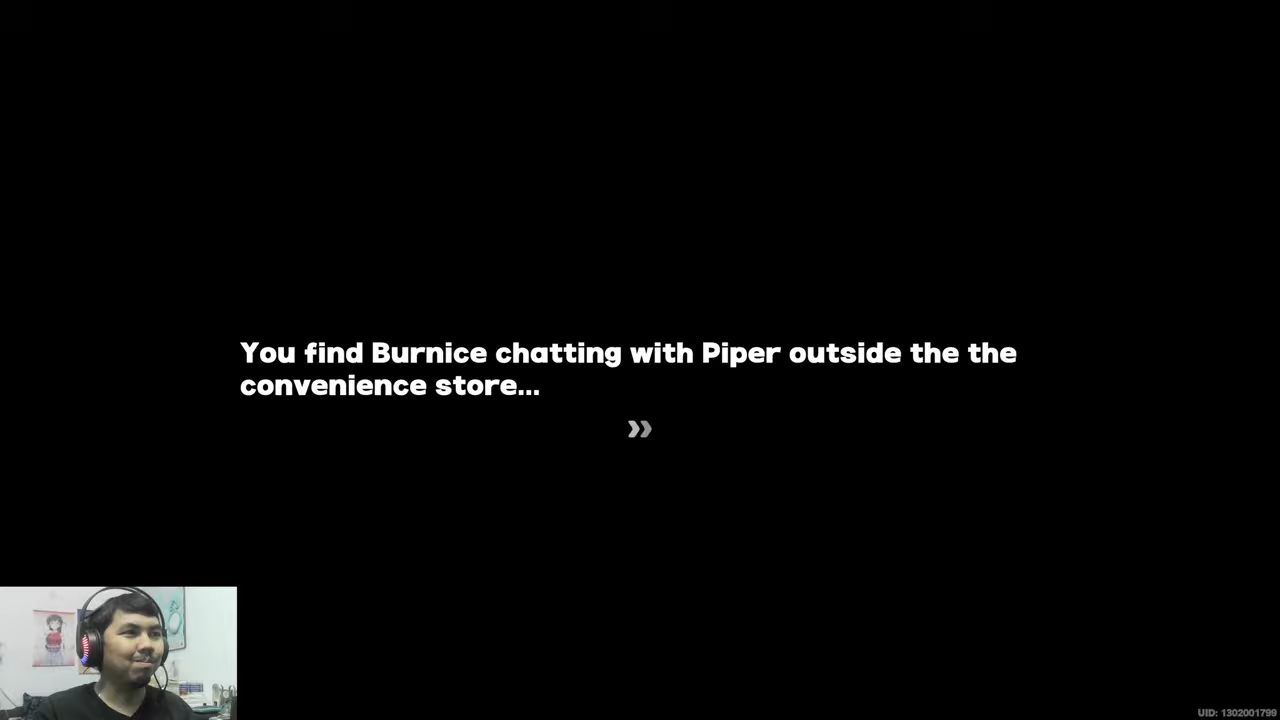 You find Burnice chatting with Piper outside the the
convenience store...
UID: 1302001799